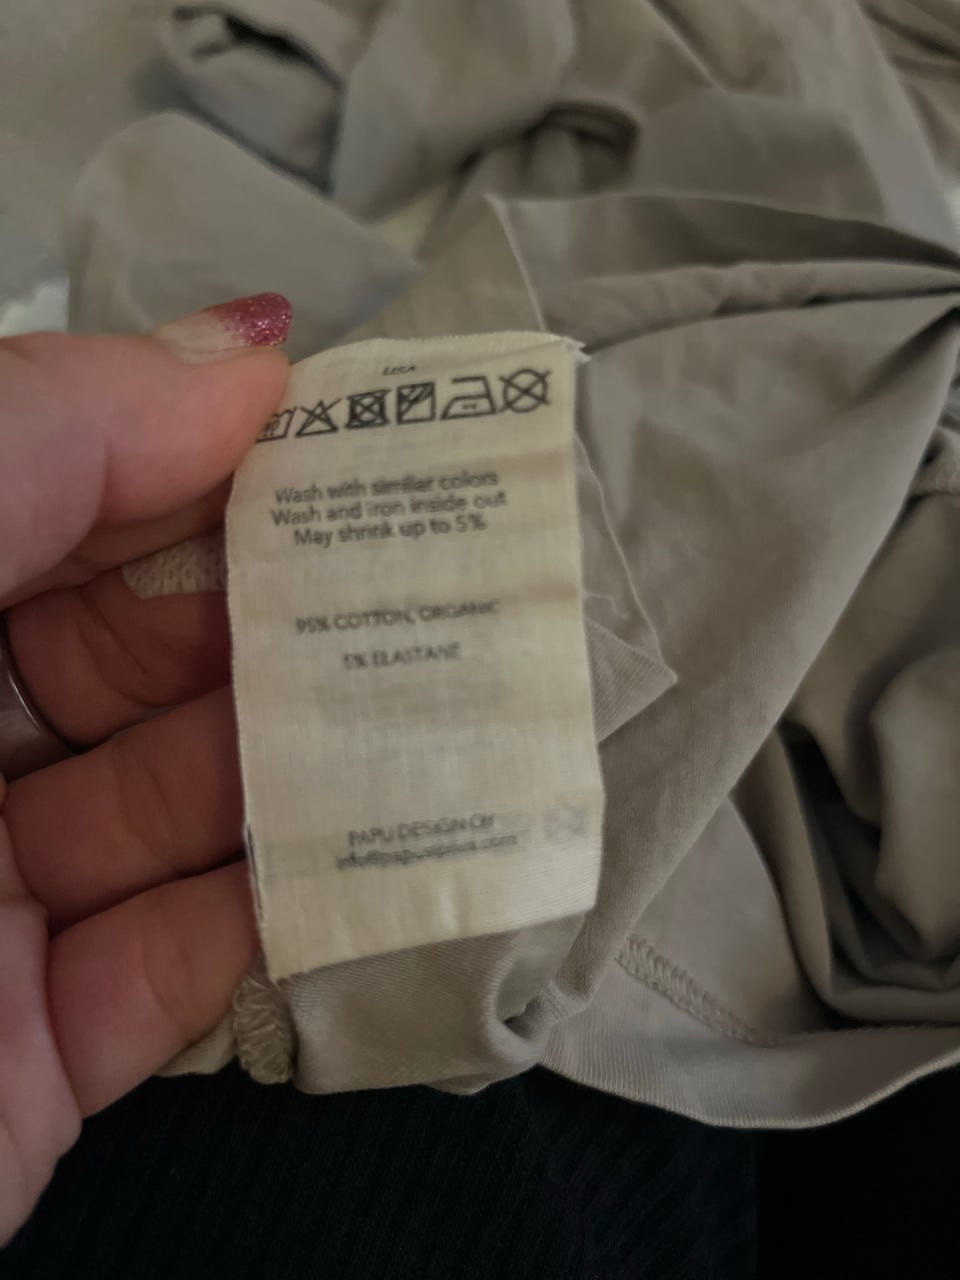 Wash with similar colors
Wash and iron inside out
May shrink up to 5%
95% COTTON, ORGANIC
5% ELASTANE
PAPU DESIGN OY